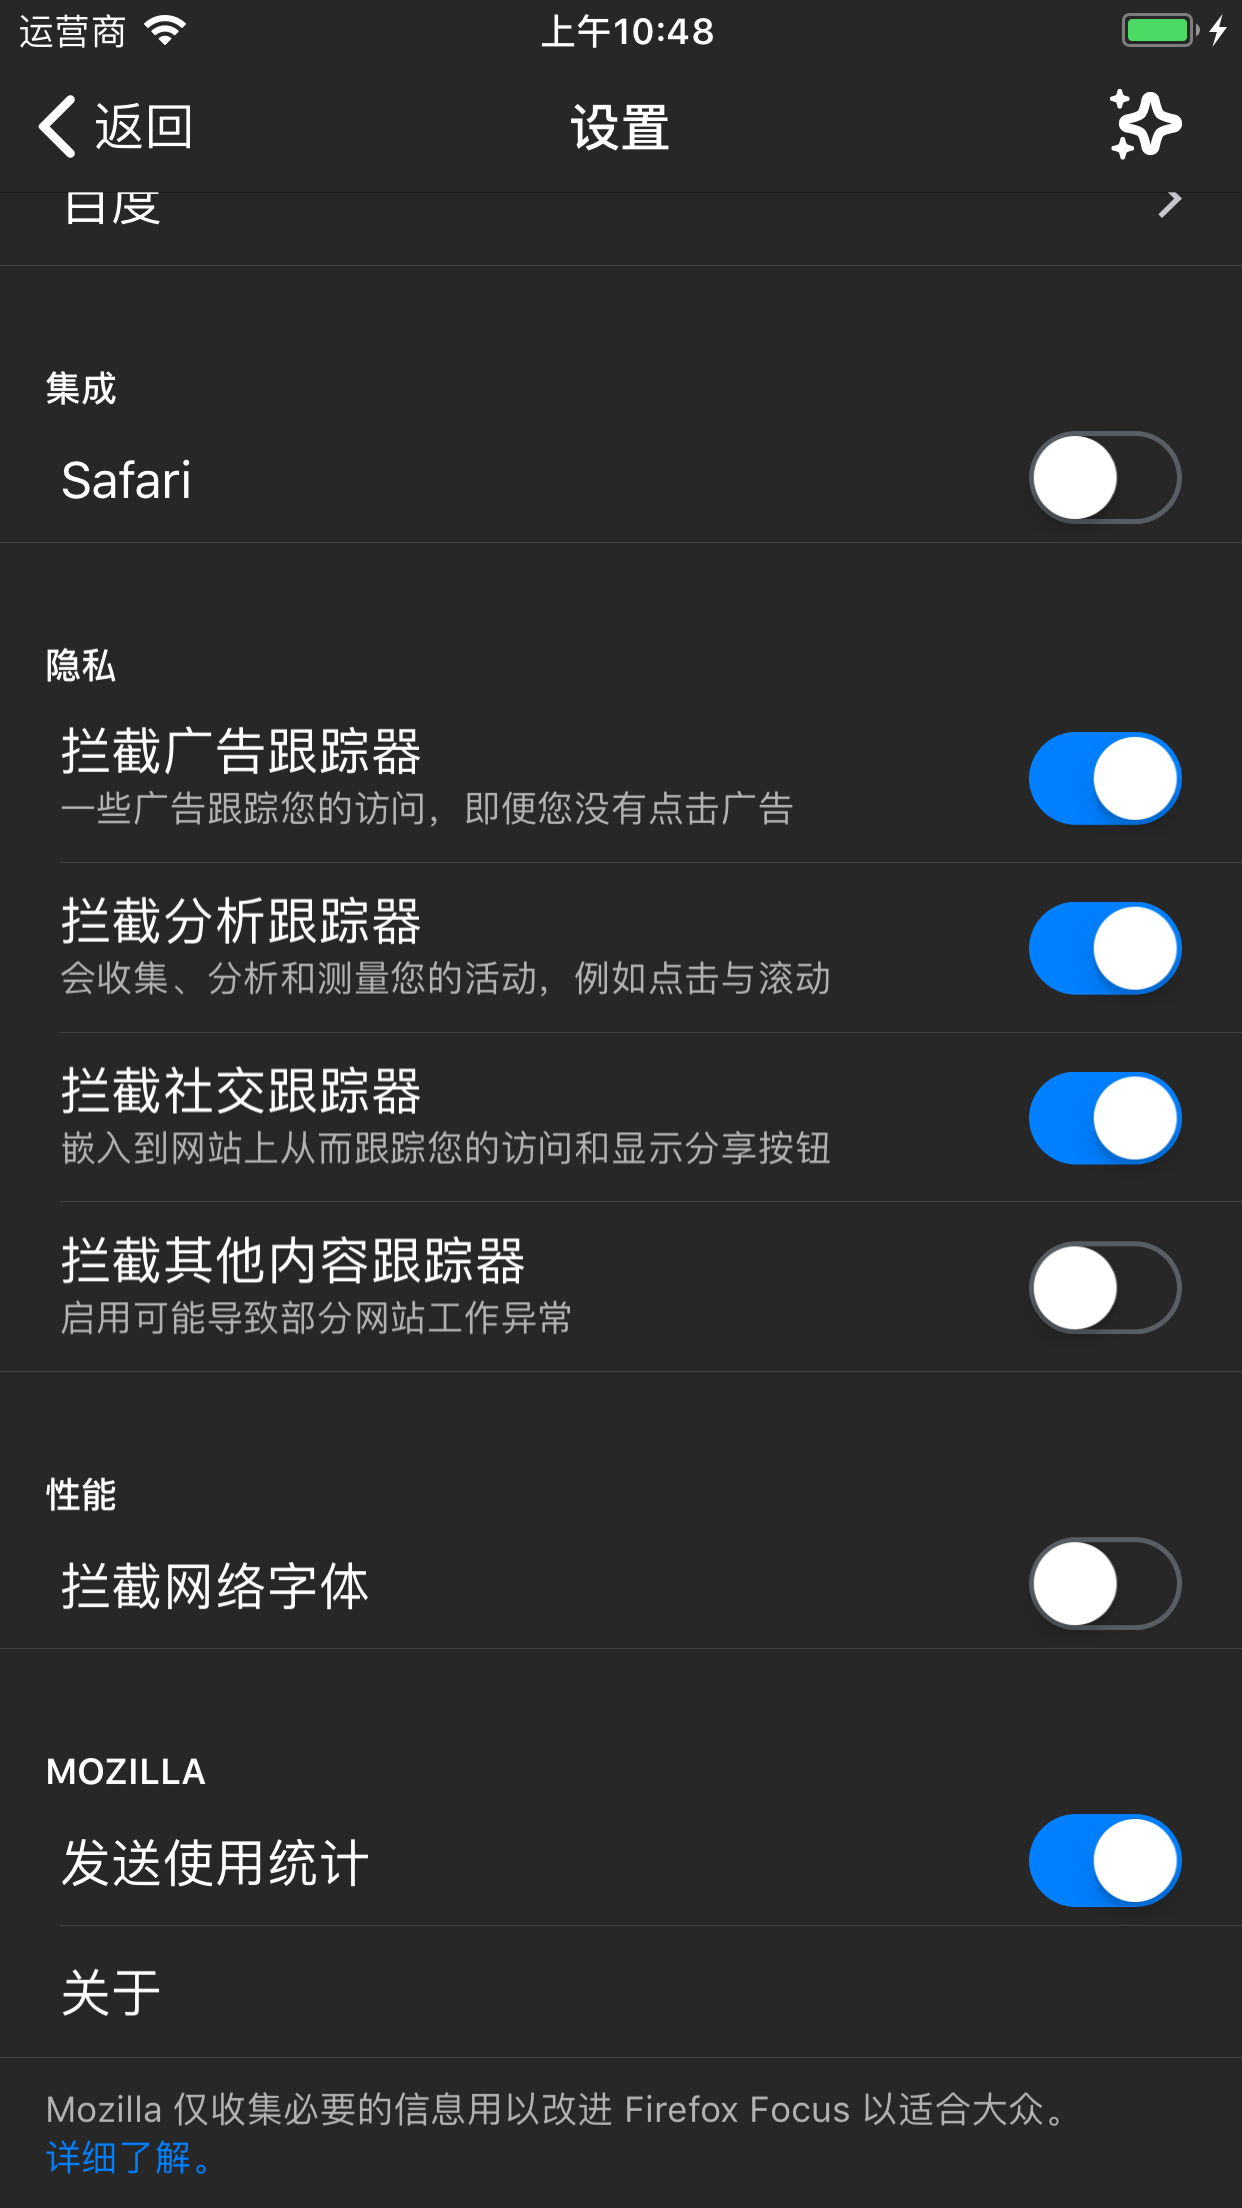 运营商
上午10:48
返回
设置
百度
集成
Safari
隐私
拦截广告跟踪器
一些广告跟踪您的访问，即便您没有点击广告
拦截分析跟踪器
会收集、分析和测量您的活动，例如点击与滚动
拦截社交跟踪器
嵌入到网站上从而跟踪您的访问和显示分享按钮
拦截其他内容跟踪器
启用可能导致部分网站工作异常
性能
拦截网络字体
MOZILLA
发送使用统计
关于
Mozilla 仅收集必要的信息用以改进 Firefox Focus 以适合大众。
详细了解。